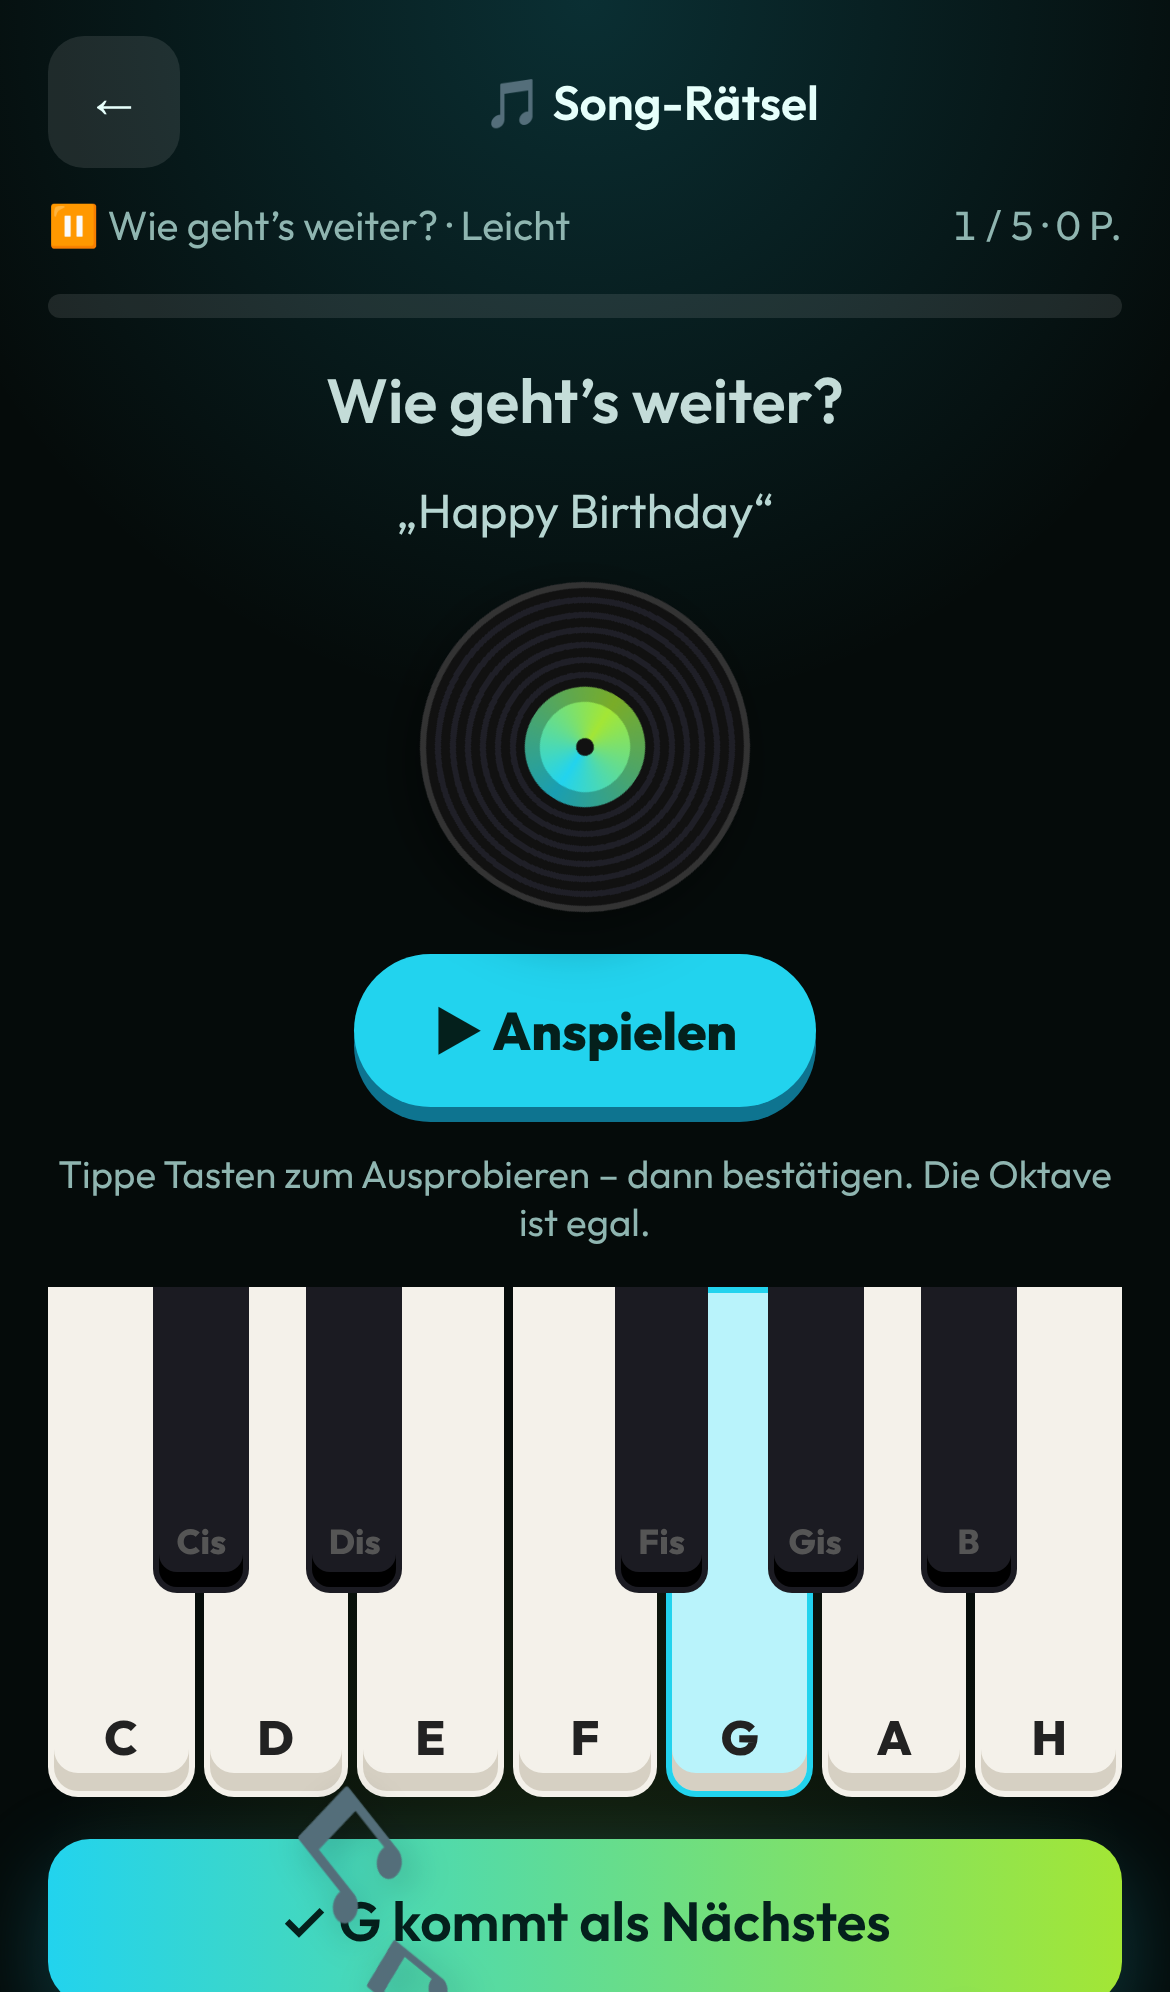 ←
🎵 Song-Rätsel
⏸️ Wie geht’s weiter? · Leicht
1 / 5 · 0 P.
Wie geht’s weiter?
„Happy Birthday“
▶ Anspielen
Tippe Tasten zum Ausprobieren – dann bestätigen. Die Oktave
ist egal.
Cis Dis Fis Gis B
C D E F G A H
✓ G kommt als Nächstes